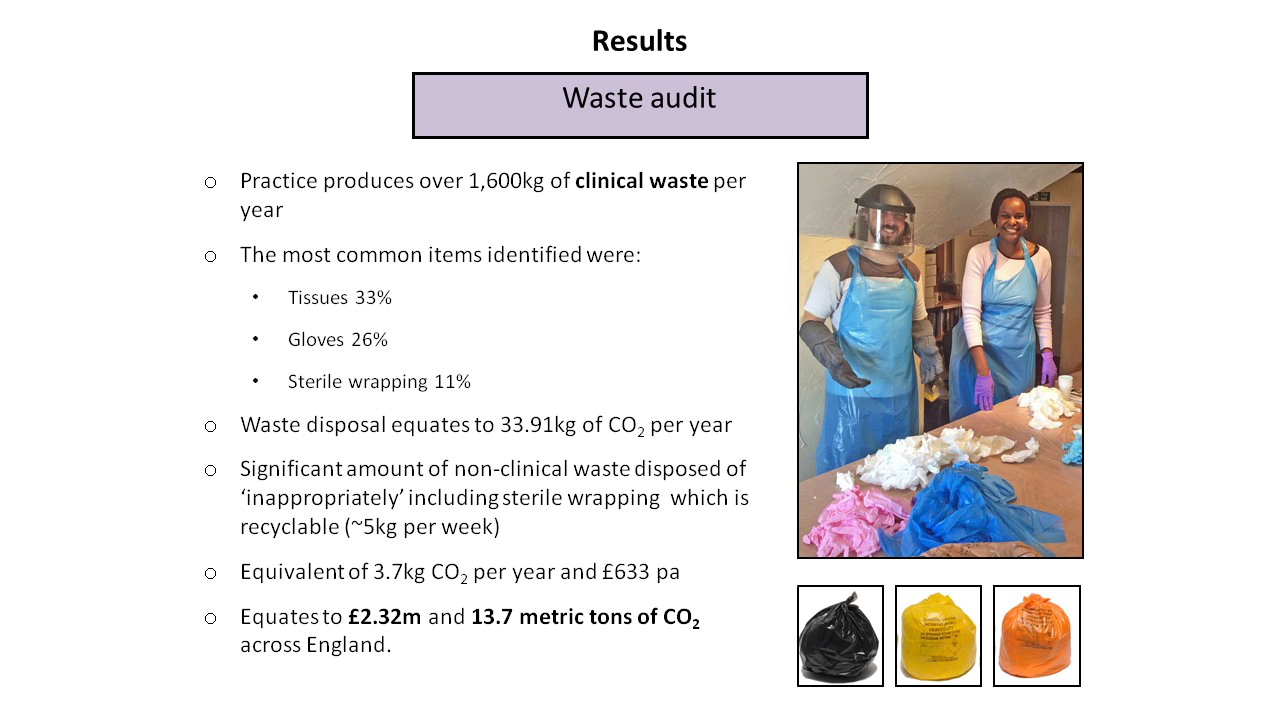 Results
Waste audit
○ Practice produces over 1,600kg of clinical waste per
year
○ The most common items identified were:
• Tissues 33%
• Gloves 26%
• Sterile wrapping 11%
○ Waste disposal equates to 33.91kg of CO₂ per year
○ Significant amount of non-clinical waste disposed of
‘inappropriately’ including sterile wrapping which is
recyclable (~5kg per week)
○ Equivalent of 3.7kg CO₂ per year and £633 pa
○ Equates to £2.32m and 13.7 metric tons of CO₂
across England.